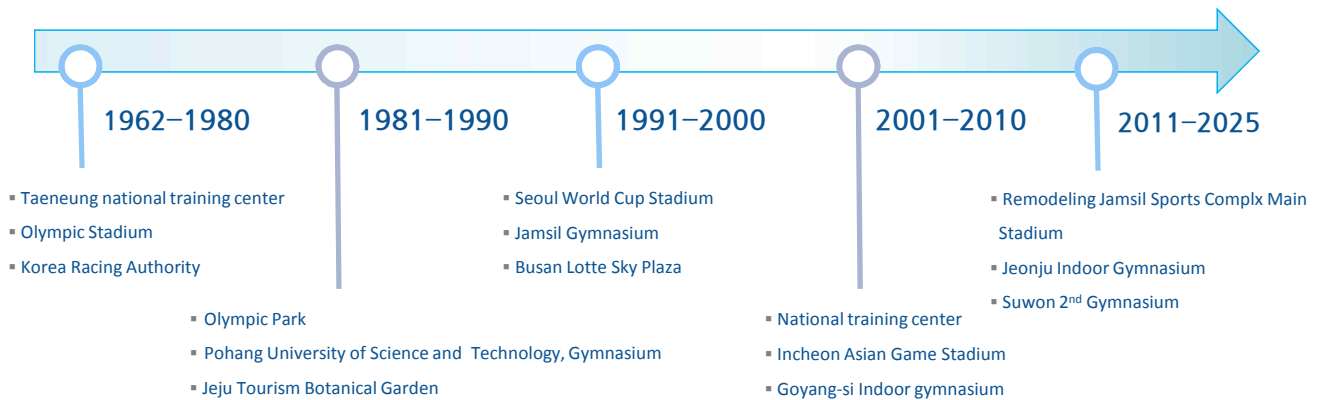 1962–1980
1981–1990
1991–2000
2001–2010
2011–2025
▪ Taeneung national training center
▪ Olympic Stadium
▪ Korea Racing Authority
▪ Olympic Park
▪ Pohang University of Science and Technology, Gymnasium
▪ Jeju Tourism Botanical Garden
▪ Seoul World Cup Stadium
▪ Jamsil Gymnasium
▪ Busan Lotte Sky Plaza
▪ National training center
▪ Incheon Asian Game Stadium
▪ Goyang-si Indoor gymnasium
▪ Remodeling Jamsil Sports Complx Main
Stadium
▪ Jeonju Indoor Gymnasium
▪ Suwon 2nd Gymnasium